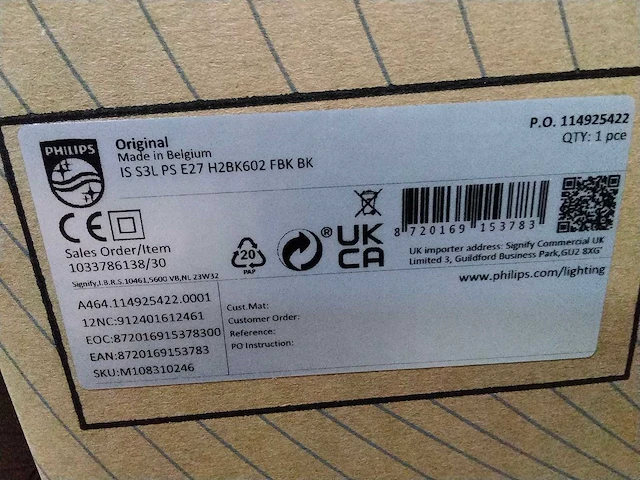 PHILIPS
Original
Made in Belgium
IS S3L PS E27 H2BK602 FBK BK
P.O. 114925422
QTY: 1 pce
CE
Sales Order/Item
1033786138/30
20
PAP
®
UK
CA
8 720169 153783
UK importer address: Signify Commercial UK
Limited 3, Guildford Business Park,GU2 8XG
www.philips.com/lighting
Signify,I.B.R.S.10461,5600 VB,NL 23W32
A464.114925422.0001
12NC:912401612461
EOC:872016915378300
EAN:8720169153783
SKU:M108310246
Cust.Mat:
Customer Order:
Reference:
PO Instruction: